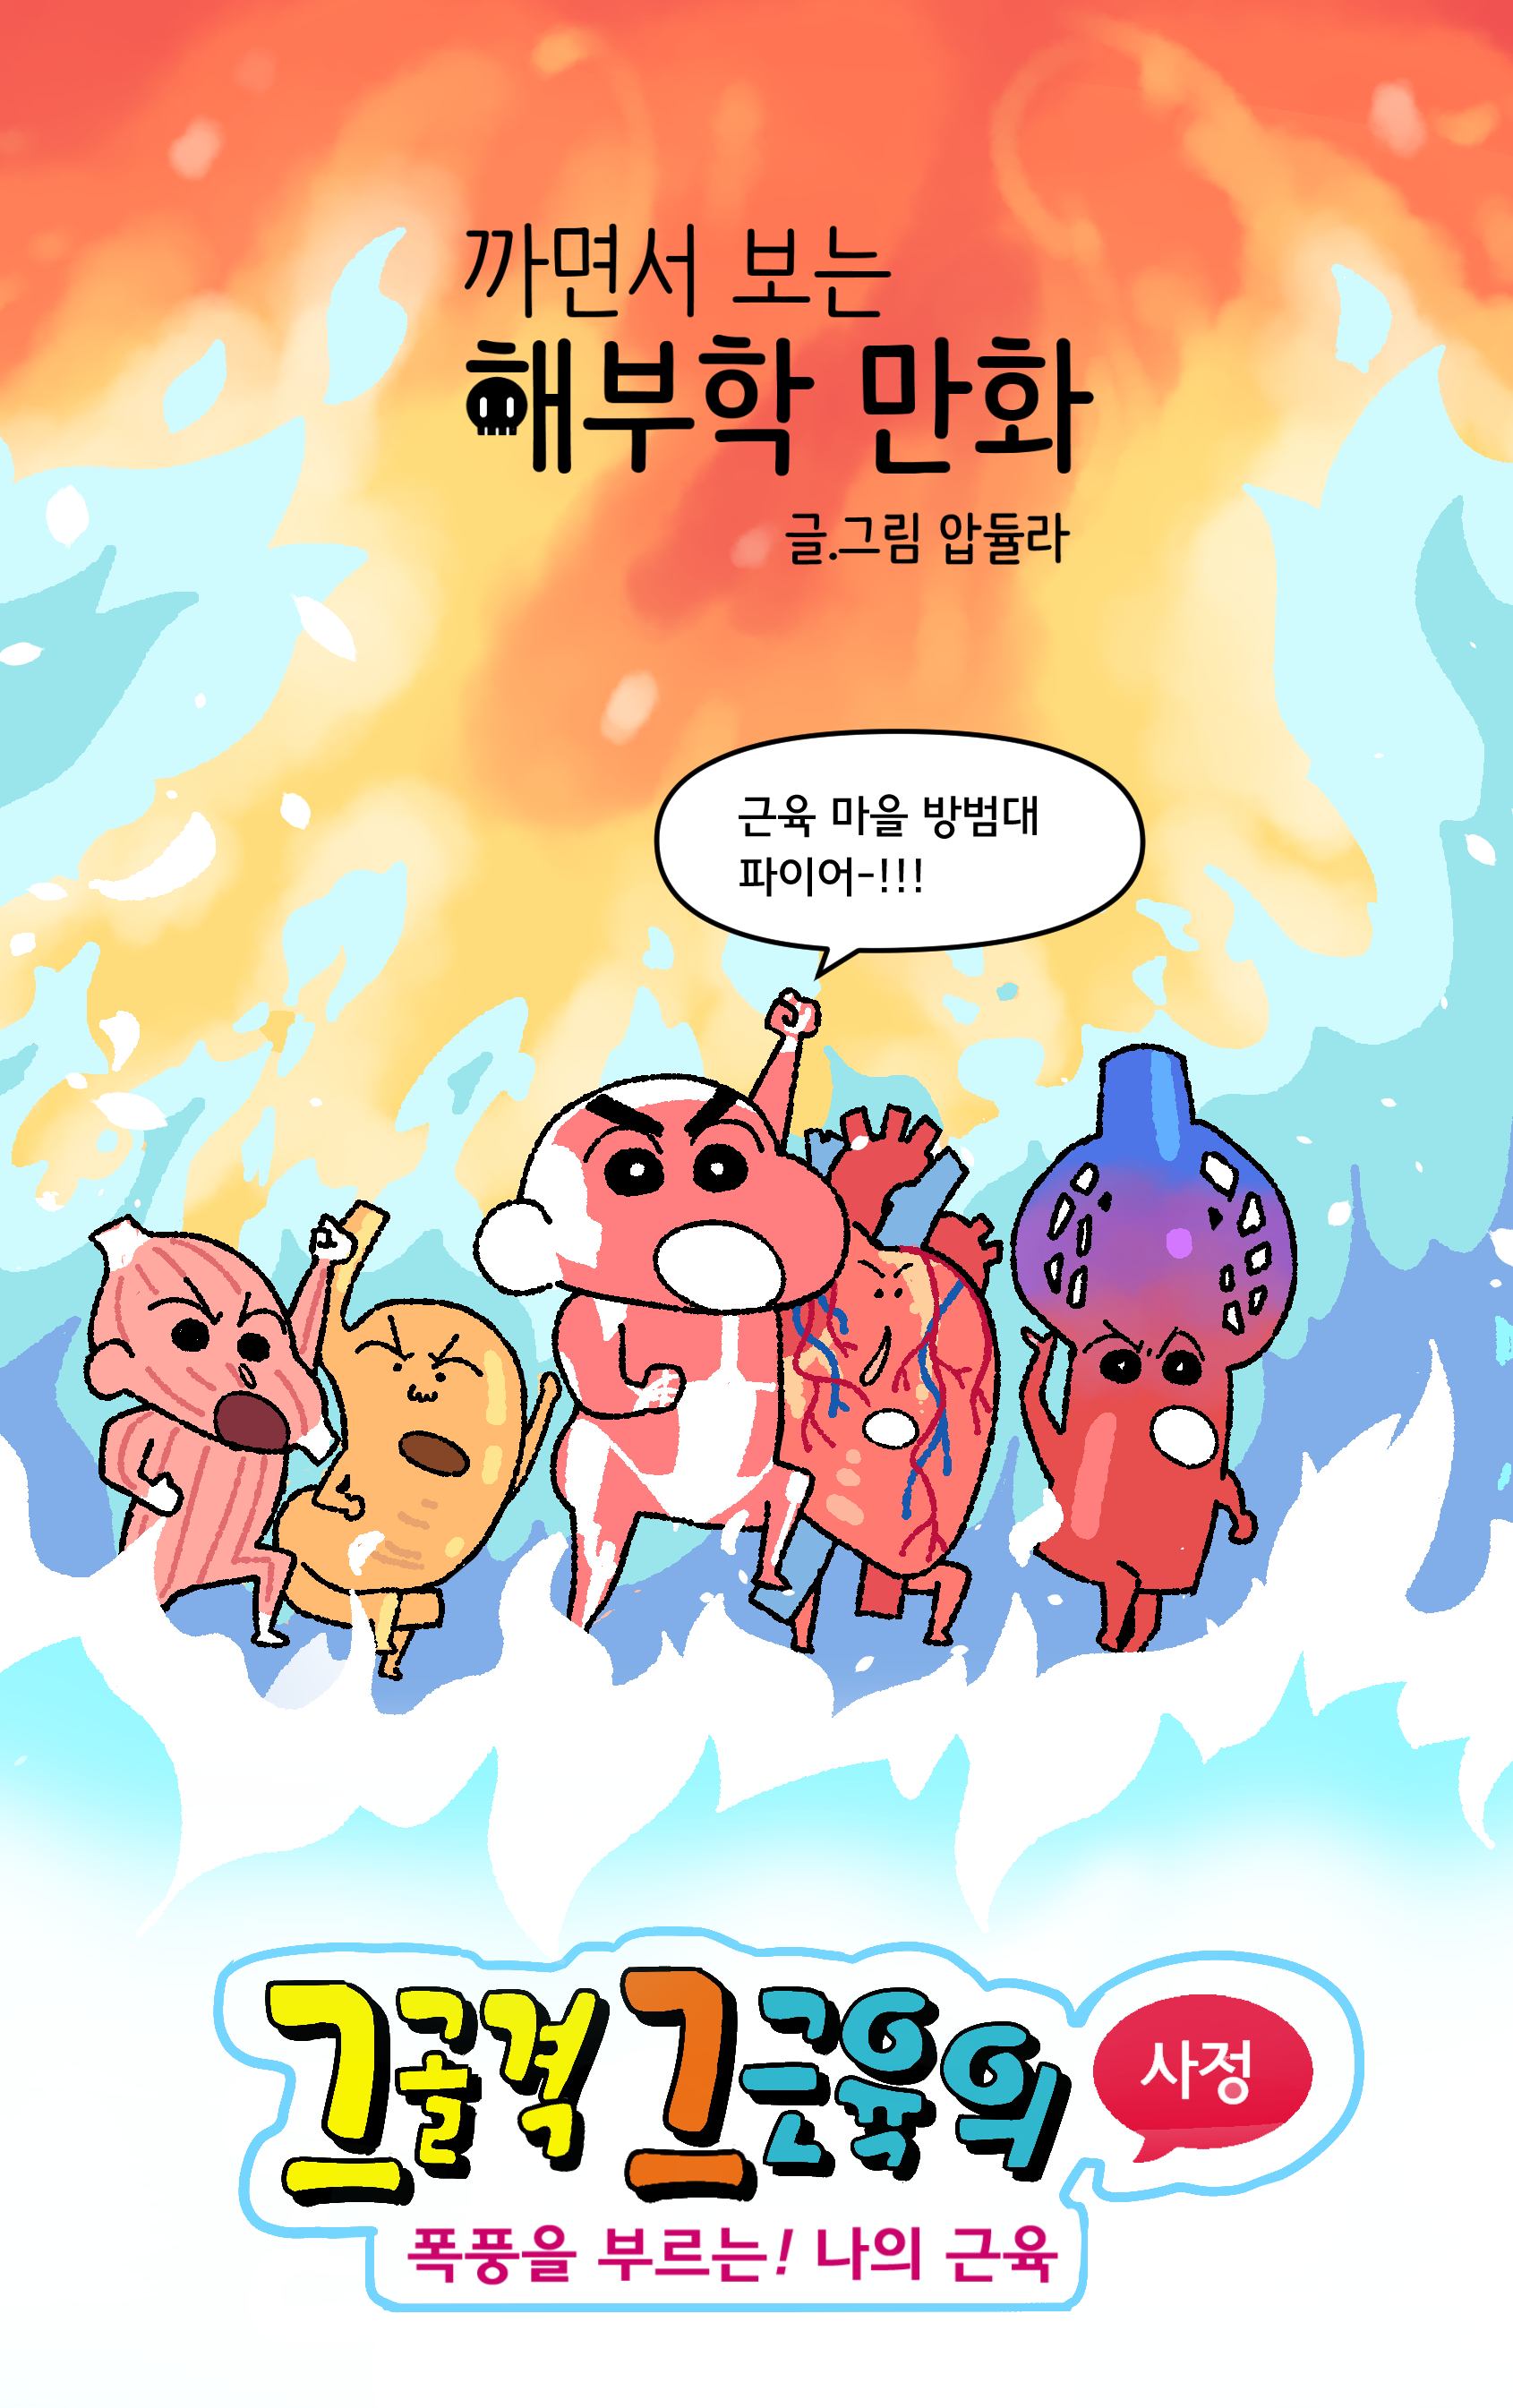 까면서 보는
해부학 만화
글.그림 압듈라
근육 마을 방범대
파이어-!!!
그골격 그근육의
사정
폭풍을 부르는! 나의 근육